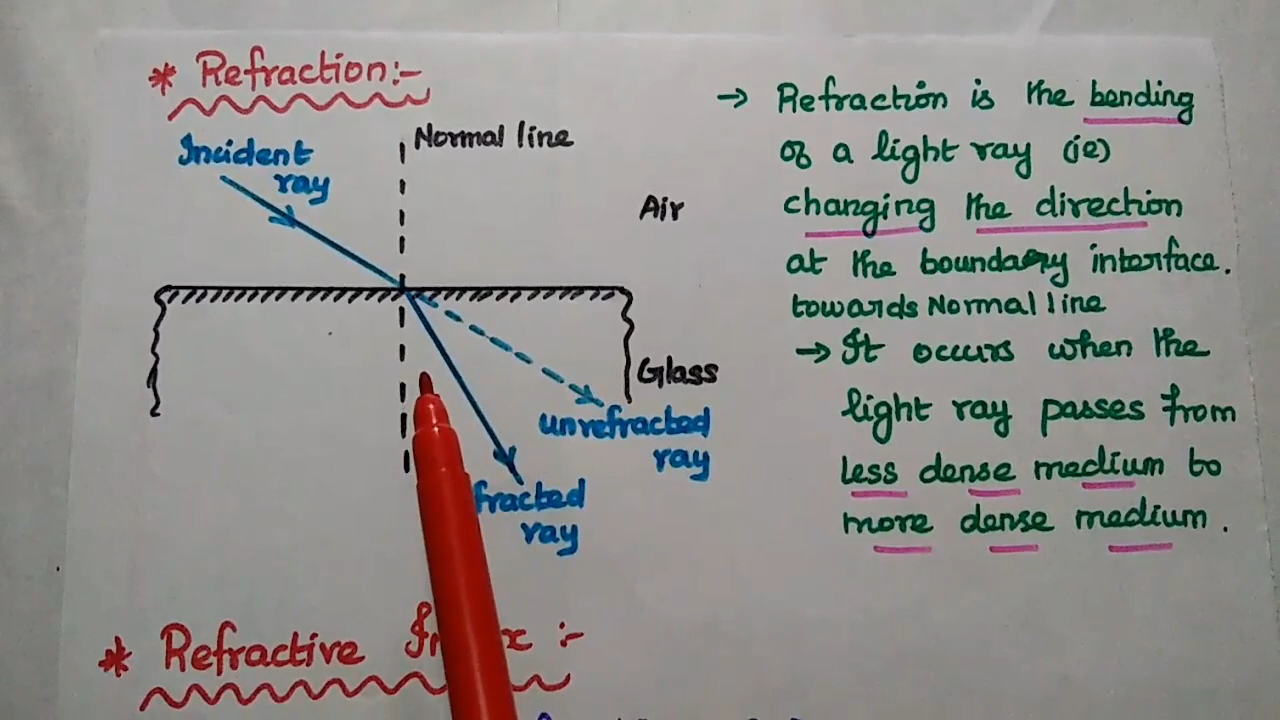 * Refraction:-
Normal line
Incident
ray
Air
Glass
unrefracted
ray
fracted
ray
→ Refraction is the bending
of a light ray (ie)
changing the direction
at the boundary interface.
towards Normal line
→ It occurs when the
light ray passes from
less dense medium to
more dense medium.
* Refractive :-